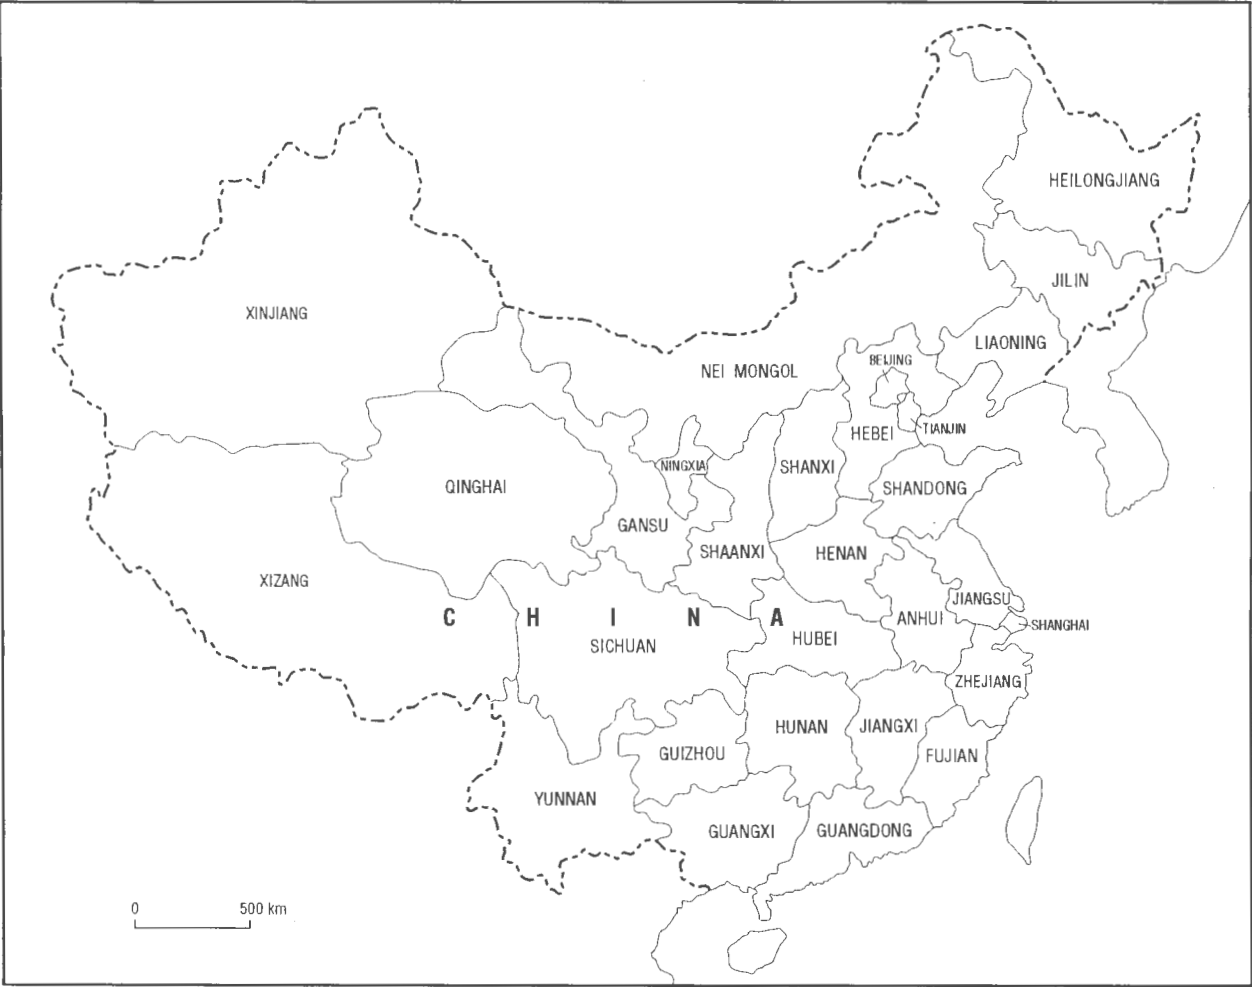 HEILONGJIANG
JILIN
XINJIANG
LIAONING
BEIJING
NEI MONGOL
TIANJIN
HEBEI
NINGXIA
SHANXI
QINGHAI
SHANDONG
GANSU
SHAANXI
HENAN
XIZANG
JIANGSU
CHINA
ANHUI
SHANGHAI
HUBEI
SICHUAN
ZHEJIANG
HUNAN
JIANGXI
GUIZHOU
FUJIAN
YUNNAN
GUANGXI
GUANGDONG
0 500 km